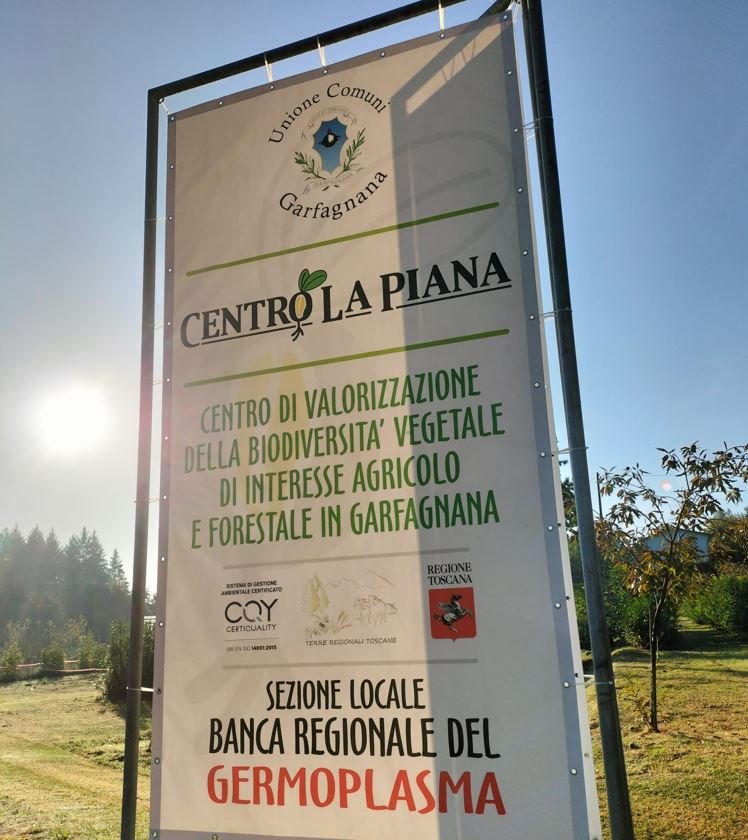 Unione Comuni
GARFAGNANA
Garfagnana
CENTRO LA PIANA
CENTRO DI VALORIZZAZIONE
DELLA BIODIVERSITA' VEGETALE
DI INTERESSE AGRICOLO
E FORESTALE IN GARFAGNANA
SISTEMA DI GESTIONE
AMBIENTALE CERTIFICATO
CQY
CERTIQUALITY
UNI EN ISO 14001:2015
TERRE REGIONALI TOSCANE
REGIONE
TOSCANA
SEZIONE LOCALE
BANCA REGIONALE DEL
GERMOPLASMA